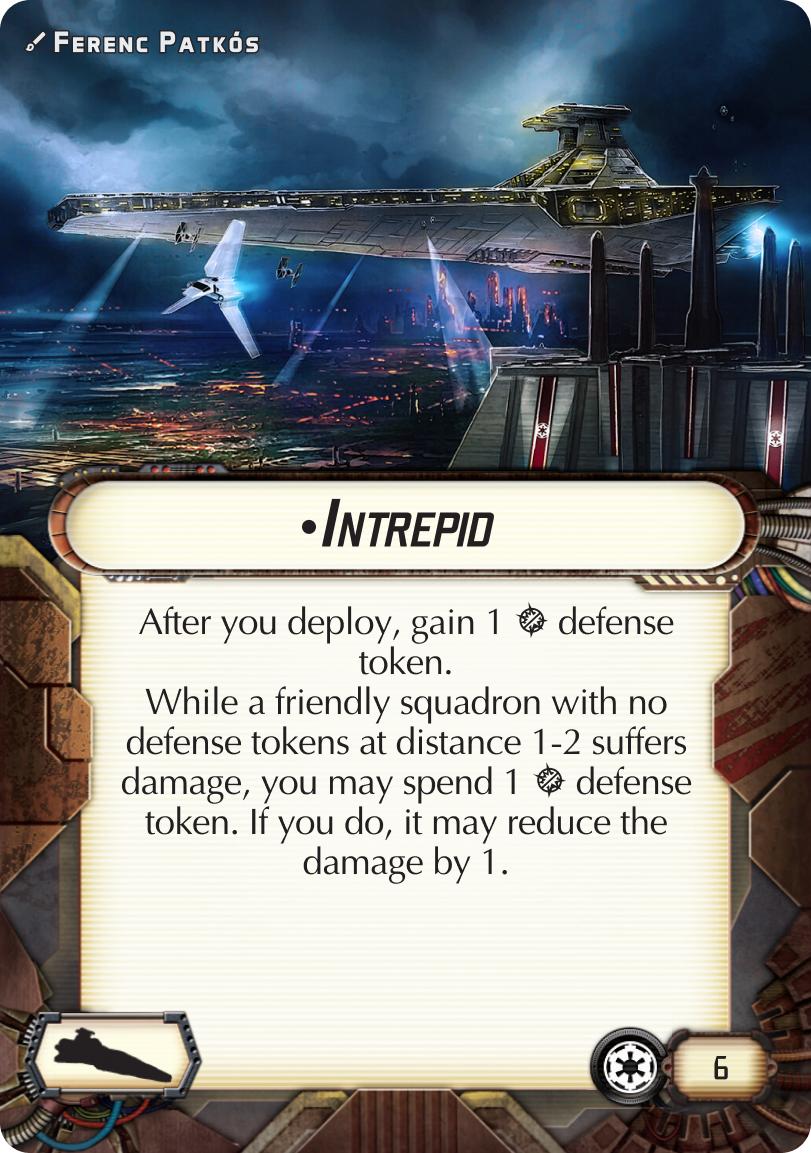 Ferenc Patkós
•Intrepid
After you deploy, gain 1 defense
token.
While a friendly squadron with no
defense tokens at distance 1-2 suffers
damage, you may spend 1 defense
token. If you do, it may reduce the
damage by 1.
6